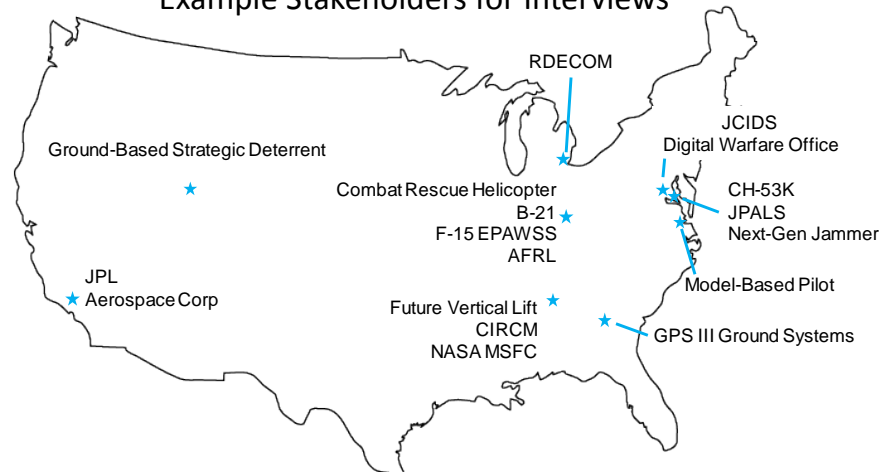 Example Stakeholders for Interviews
RDECOM
JCIDS
Digital Warfare Office
Ground-Based Strategic Deterrent
Combat Rescue Helicopter
B-21
F-15 EPAWSS
AFRL
CH-53K
JPALS
Next-Gen Jammer
Model-Based Pilot
JPL
Aerospace Corp
Future Vertical Lift
CIRCM
NASA MSFC
GPS III Ground Systems